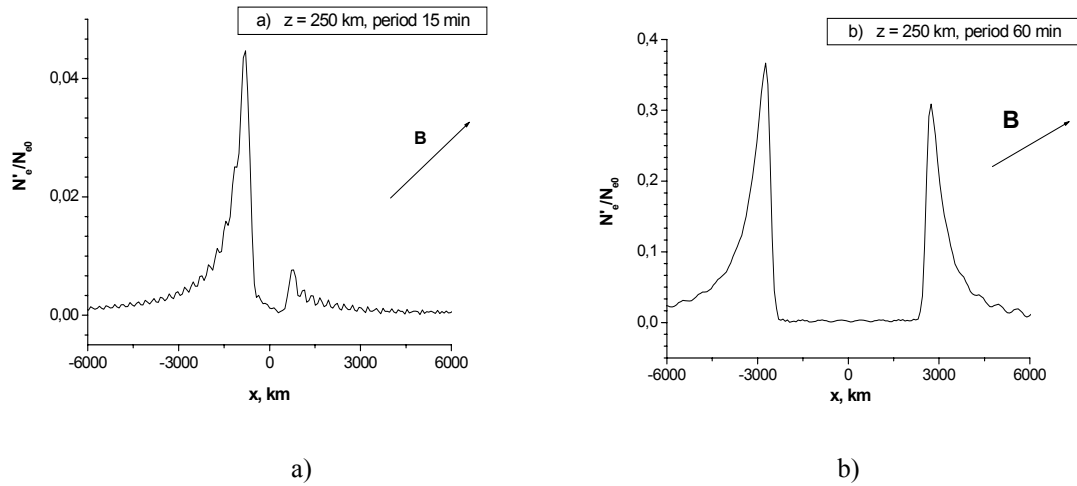 a) z = 250 km, period 15 min
0,04
0,02
0,00
N'e/Ne0
B
-6000 -3000 0 3000 6000
x, km
a)
b) z = 250 km, period 60 min
0,4
0,3
0,2
0,1
0,0
N'e/Ne0
B
-6000 -3000 0 3000 6000
x, km
b)